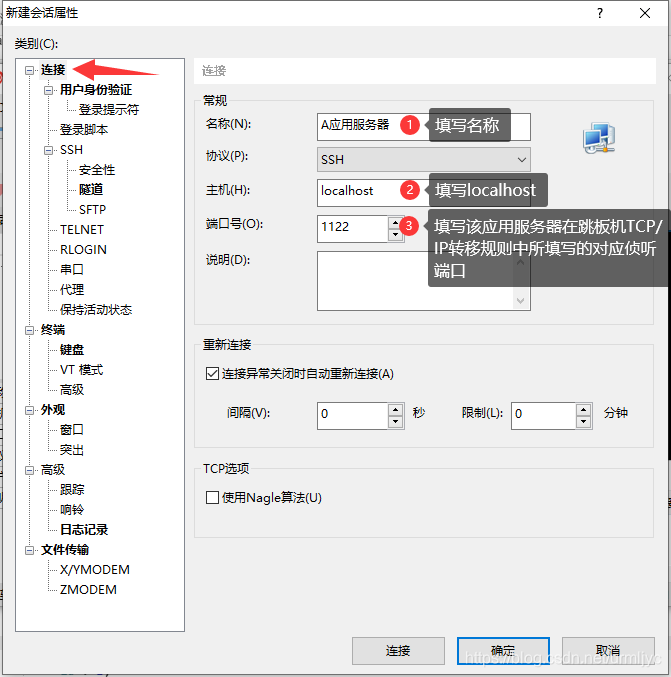 新建会话属性
类别(C):
连接
用户身份验证
登录提示符
登录脚本
SSH
安全性
隧道
SFTP
TELNET
RLOGIN
串口
代理
保持活动状态
终端
键盘
VT 模式
高级
外观
窗口
突出
高级
跟踪
响铃
日志记录
文件传输
X/YMODEM
ZMODEM
连接
常规
名称(N): A应用服务器 1 填写名称
协议(P): SSH
主机(H): localhost 2 填写localhost
端口号(O): 1122 3 填写该应用服务器在跳板机TCP/
IP转移规则中所填写的对应侦听
端口
说明(D):
重新连接
连接异常关闭时自动重新连接(A)
间隔(V): 0 秒 限制(L): 0 分钟
TCP选项
使用Nagle算法(U)
连接 确定 取消